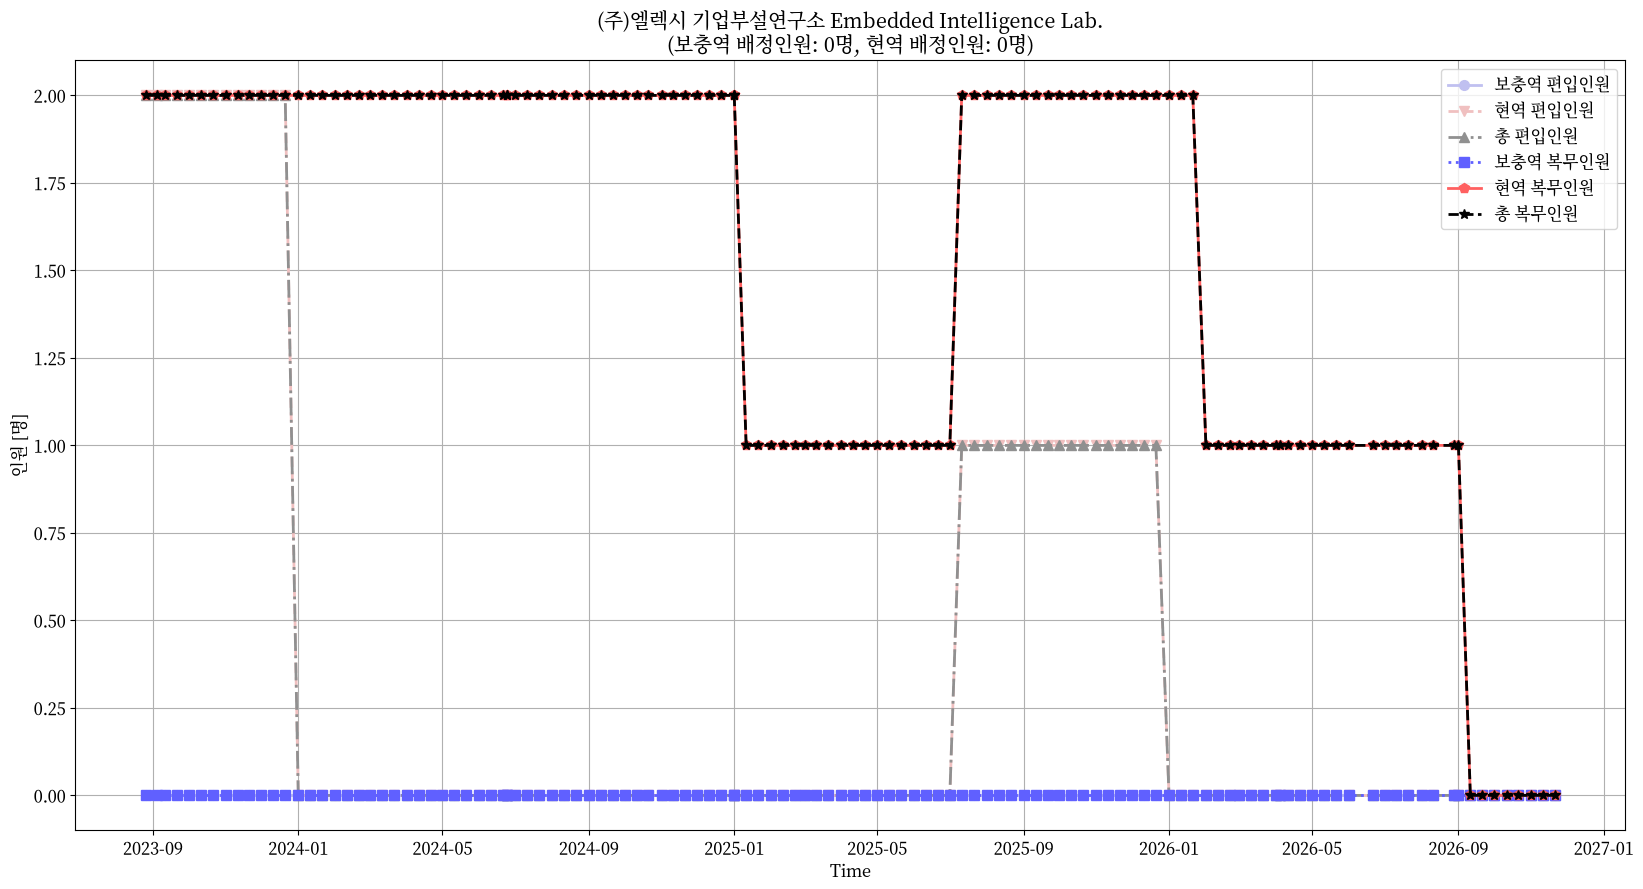 (주)엘렉시 기업부설연구소 Embedded Intelligence Lab.
(보충역 배정인원: 0명, 현역 배정인원: 0명)
보충역 편입인원
현역 편입인원
총 편입인원
보충역 복무인원
현역 복무인원
총 복무인원
인원 [명]
2.00
1.75
1.50
1.25
1.00
0.75
0.50
0.25
0.00
2023-09
2024-01
2024-05
2024-09
2025-01
2025-05
2025-09
2026-01
2026-05
2026-09
2027-01
Time